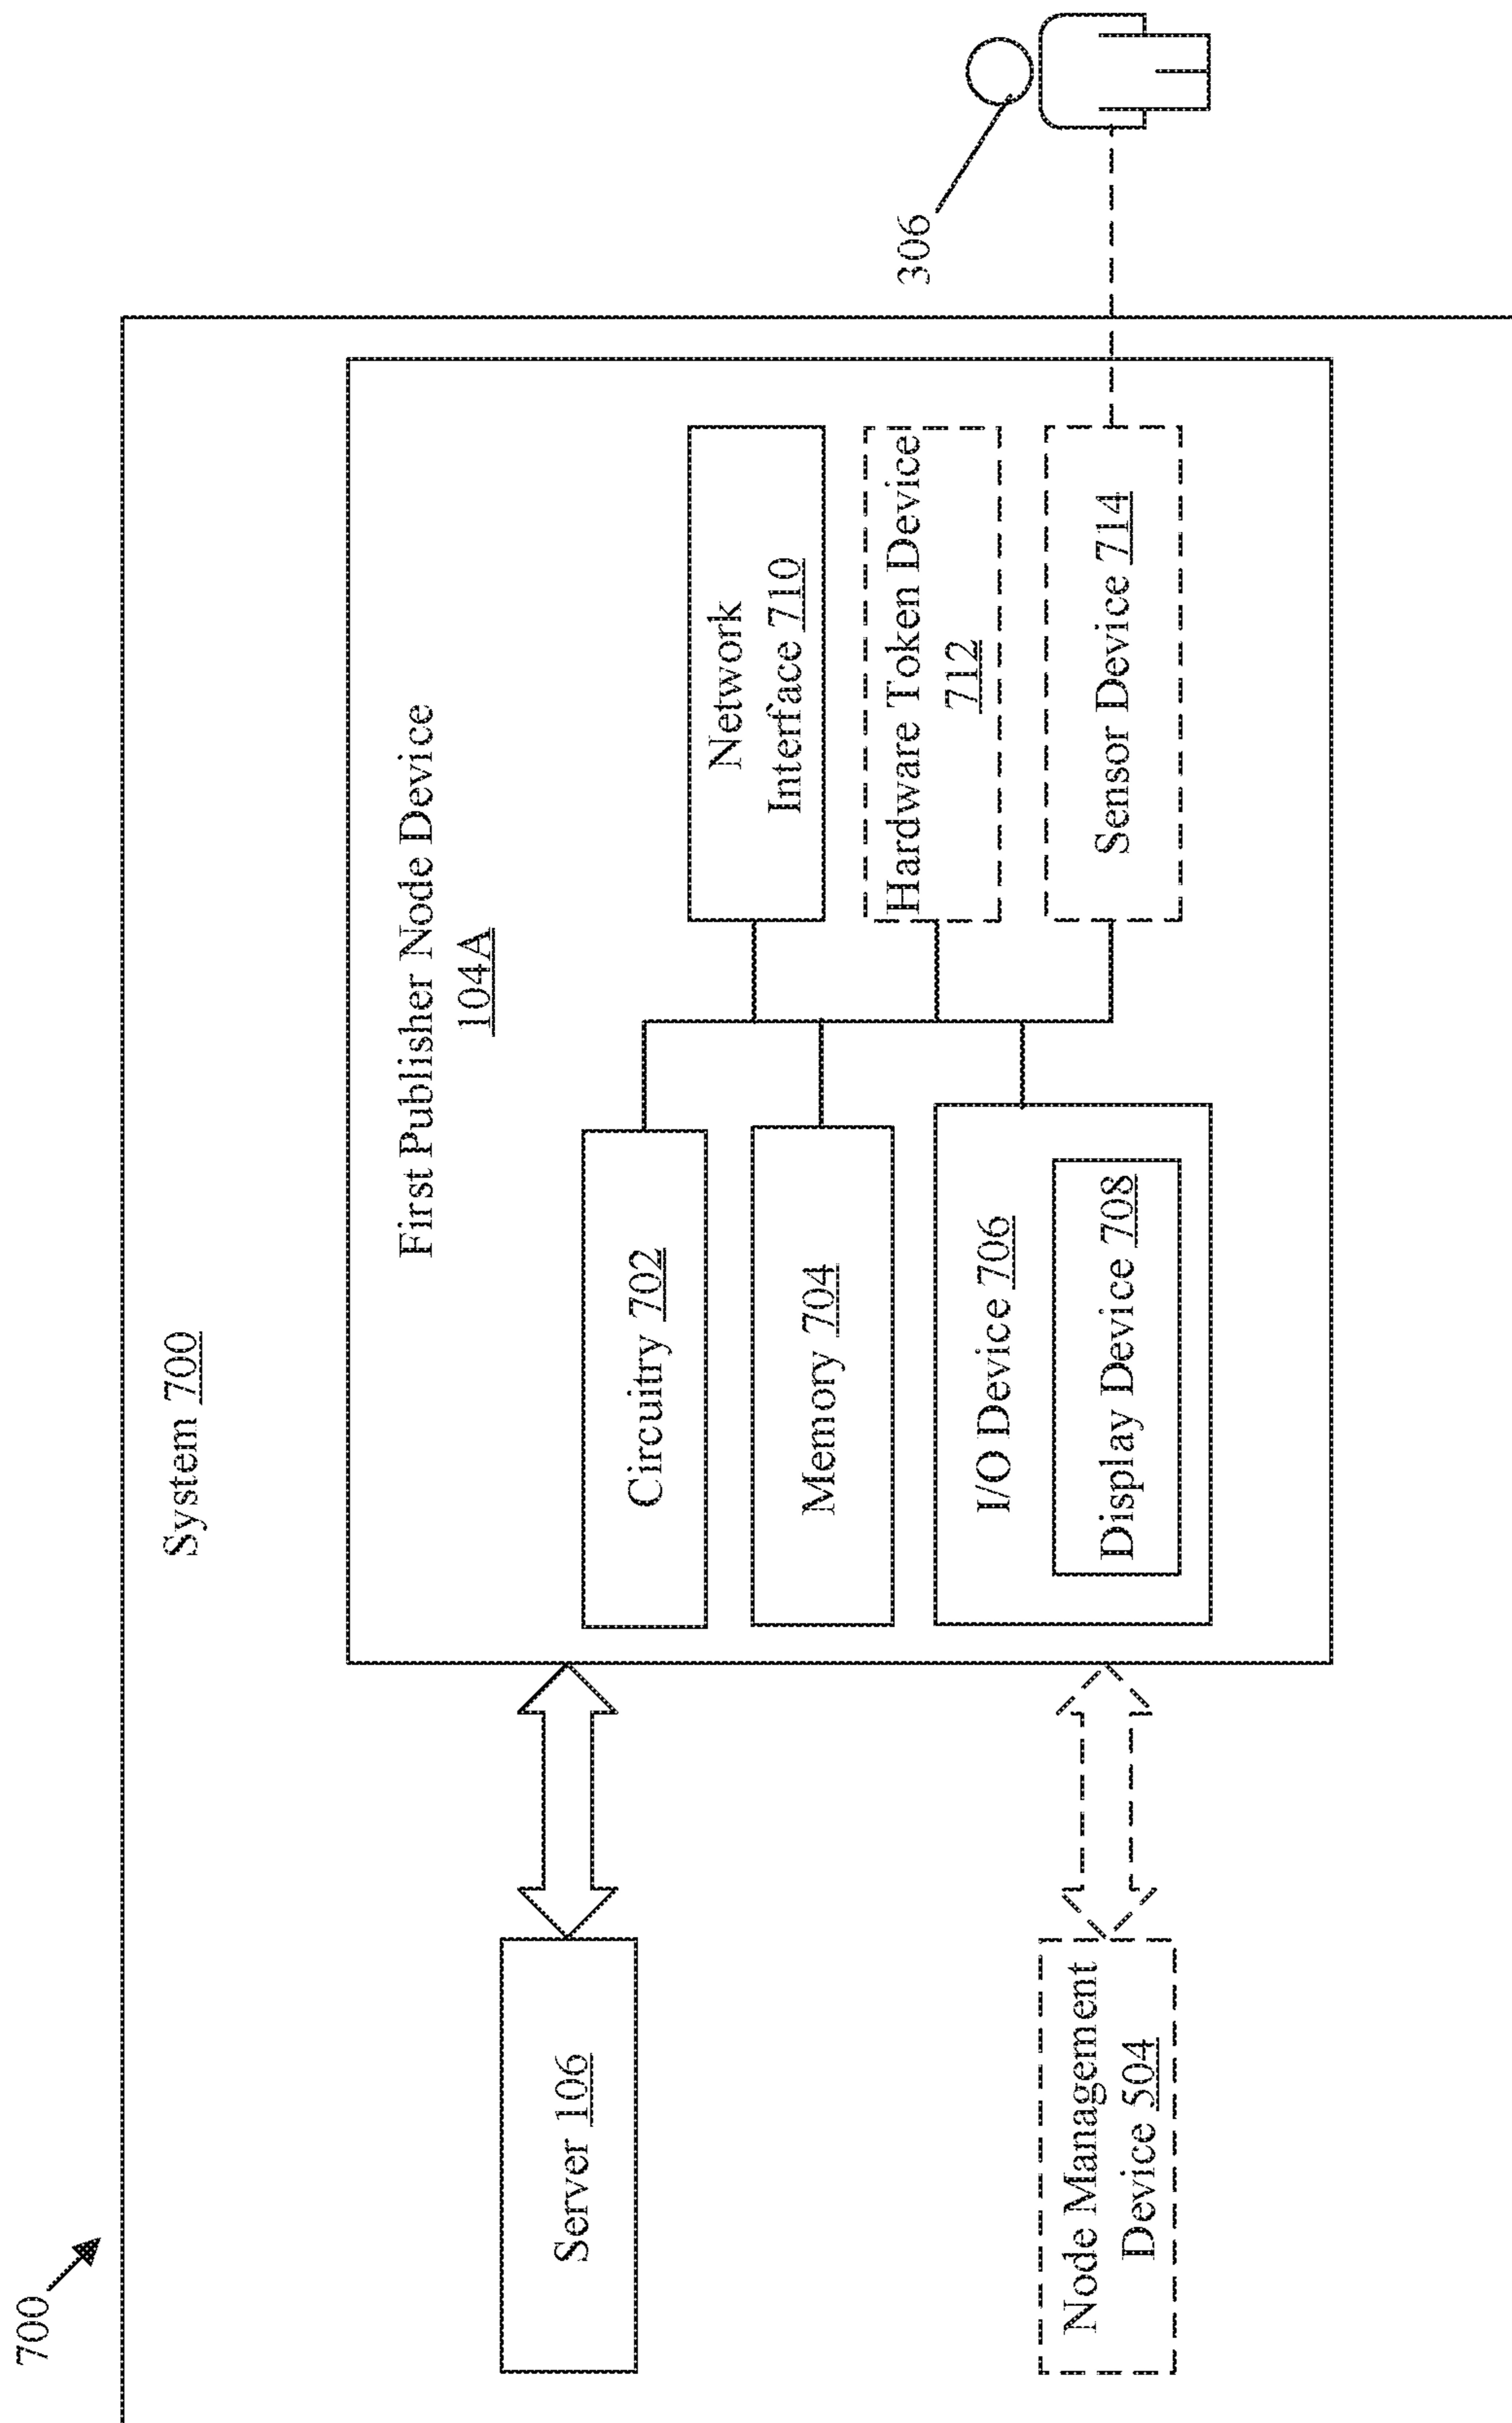 700
System 700
First Publisher Node Device
104A
Server 106
Circuitry 702
Network
Interface 710
Memory 704
Hardware Token Device
712
306
Node Management
Device 504
I/O Device 706
Display Device 708
Sensor Device 714